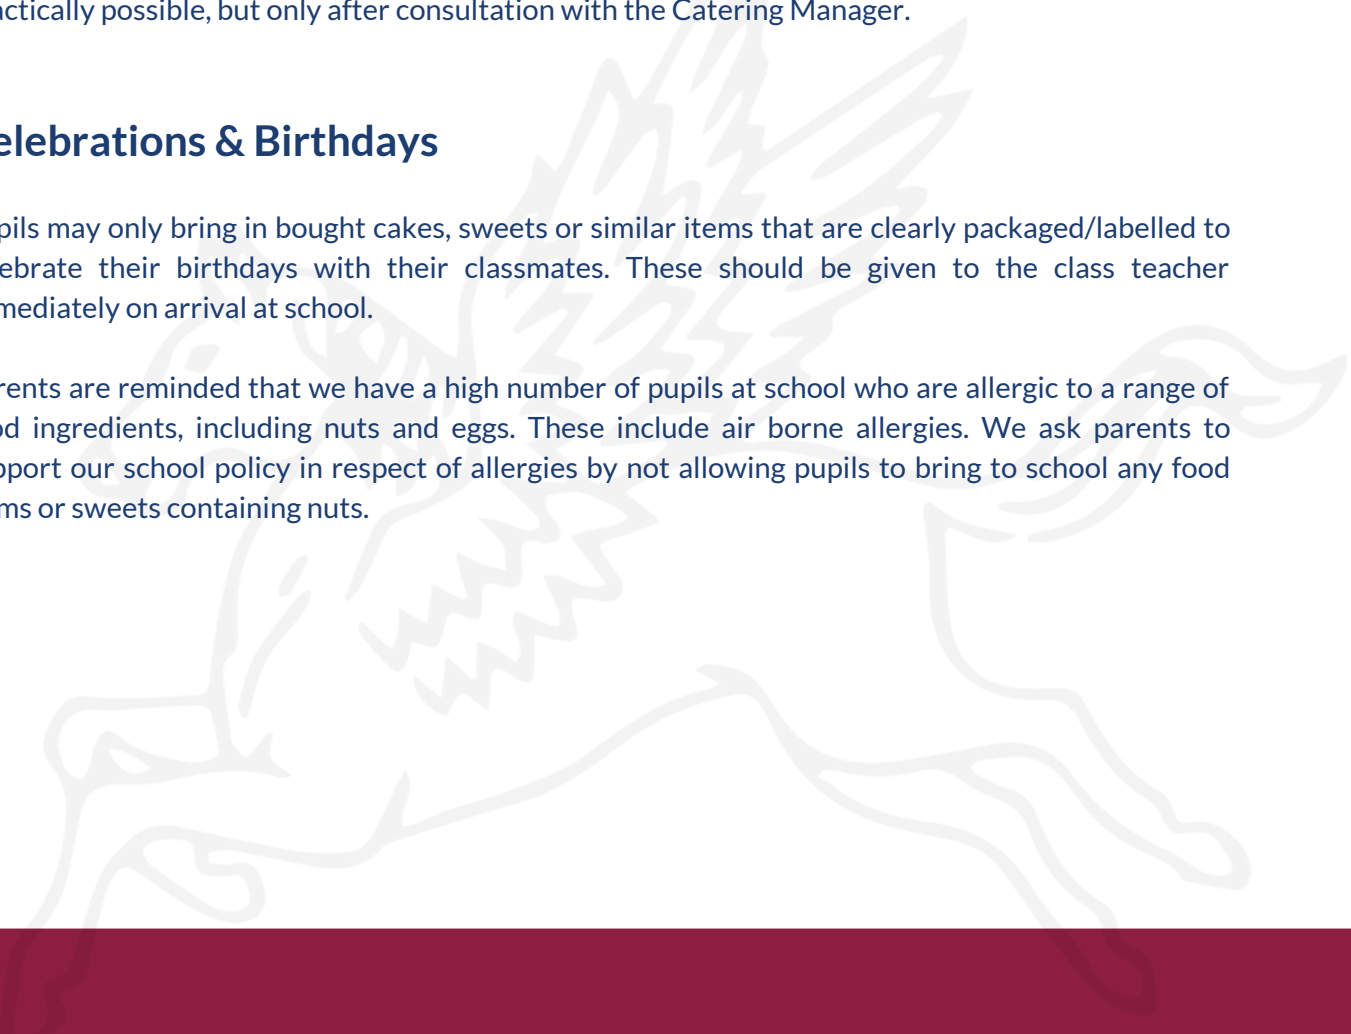 actically possible, but only after consultation with the Catering Manager.
elebrations & Birthdays
pils may only bring in bought cakes, sweets or similar items that are clearly packaged/labelled to
ebrate their birthdays with their classmates. These should be given to the class teacher
mediately on arrival at school.
rents are reminded that we have a high number of pupils at school who are allergic to a range of
od ingredients, including nuts and eggs. These include air borne allergies. We ask parents to
pport our school policy in respect of allergies by not allowing pupils to bring to school any food
ms or sweets containing nuts.